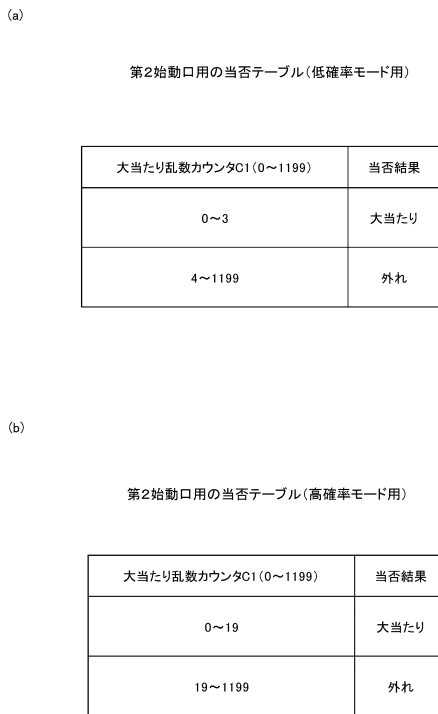 (a)
第2始動口用の当否テーブル(低確率モード用)
大当たり乱数カウンタC1(0～1199) 当否結果
0～3 大当たり
4～1199 外れ
(b)
第2始動口用の当否テーブル(高確率モード用)
大当たり乱数カウンタC1(0～1199) 当否結果
0～19 大当たり
19～1199 外れ